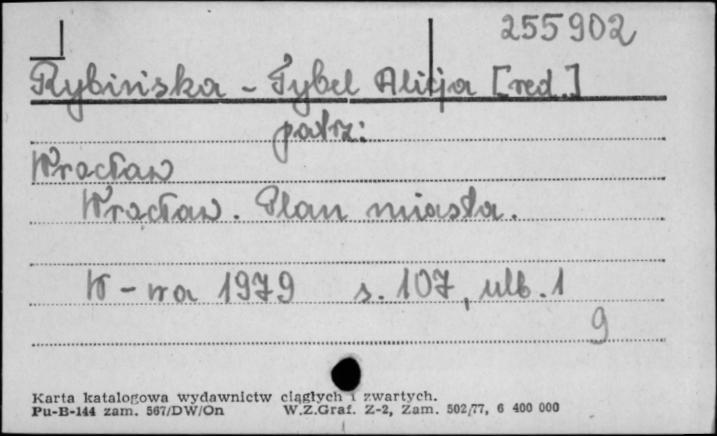 255902
Rybińska - Tybel Alicja [red.]
patrz:
Wrocław
Wrocław. Plan miasta.
W-wa 1979 s. 107, ulb. 1
9
Karta katalogowa wydawnictw ciągłych i zwartych.
Pu-B-144 zam. 567/DW/On W.Z.Graf. Z-2, Zam. 502/77, 6 400 000